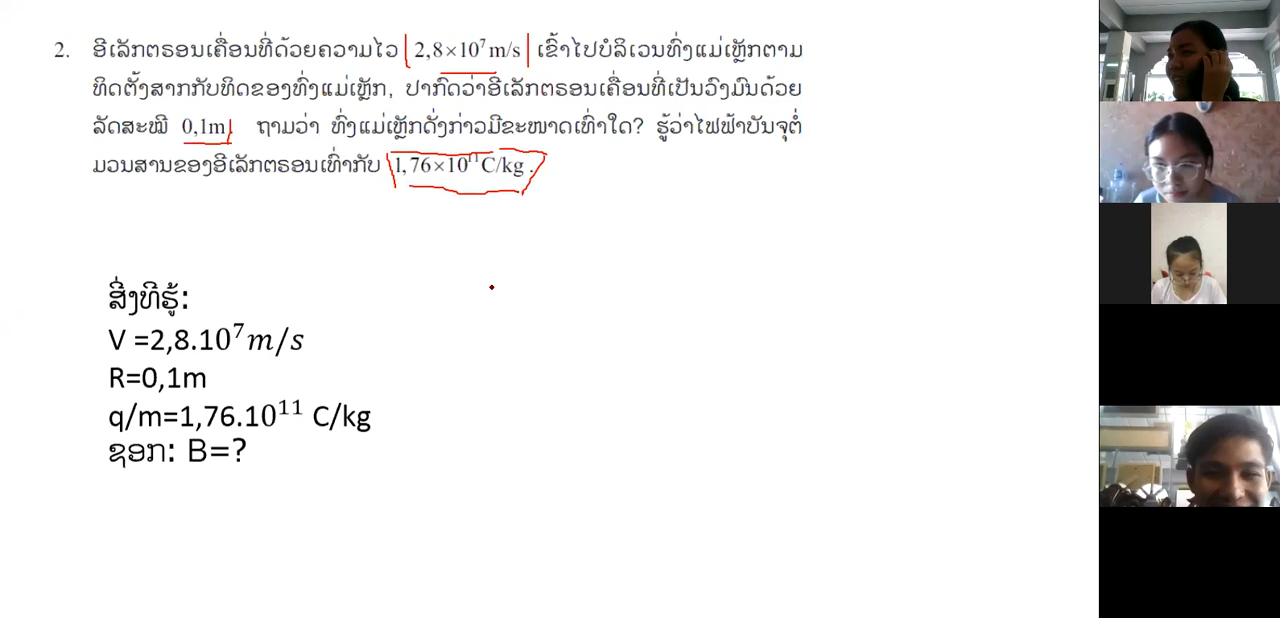 2. ອີເລັກຕຣອນເຄື່ອນທີ່ດ້ວຍຄວາມໄວ 2,8×10⁷ m/s ເຂົ້າໄປບໍລິເວນທົ່ງແມ່ເຫຼັກຕາມ
ທິດຕັ້ງສາກກັບທິດຂອງທົ່ງແມ່ເຫຼັກ, ປາກົດວ່າອີເລັກຕຣອນເຄື່ອນທີ່ເປັນວົງມົນດ້ວຍ
ລັດສະໝີ 0,1m ຖາມວ່າ ທົ່ງແມ່ເຫຼັກດັ່ງກ່າວມີຂະໜາດເທົ່າໃດ? ຮູ້ວ່າໄຟຟ້າບັນຈຸຕໍ່
ມວນສານຂອງອີເລັກຕຣອນເທົ່າກັບ 1,76×10¹¹ C/kg .
ສິ່ງທີຮູ້:
V =2,8.10⁷m/s
R=0,1m
q/m=1,76.10¹¹ C/kg
ຊອກ: B=?